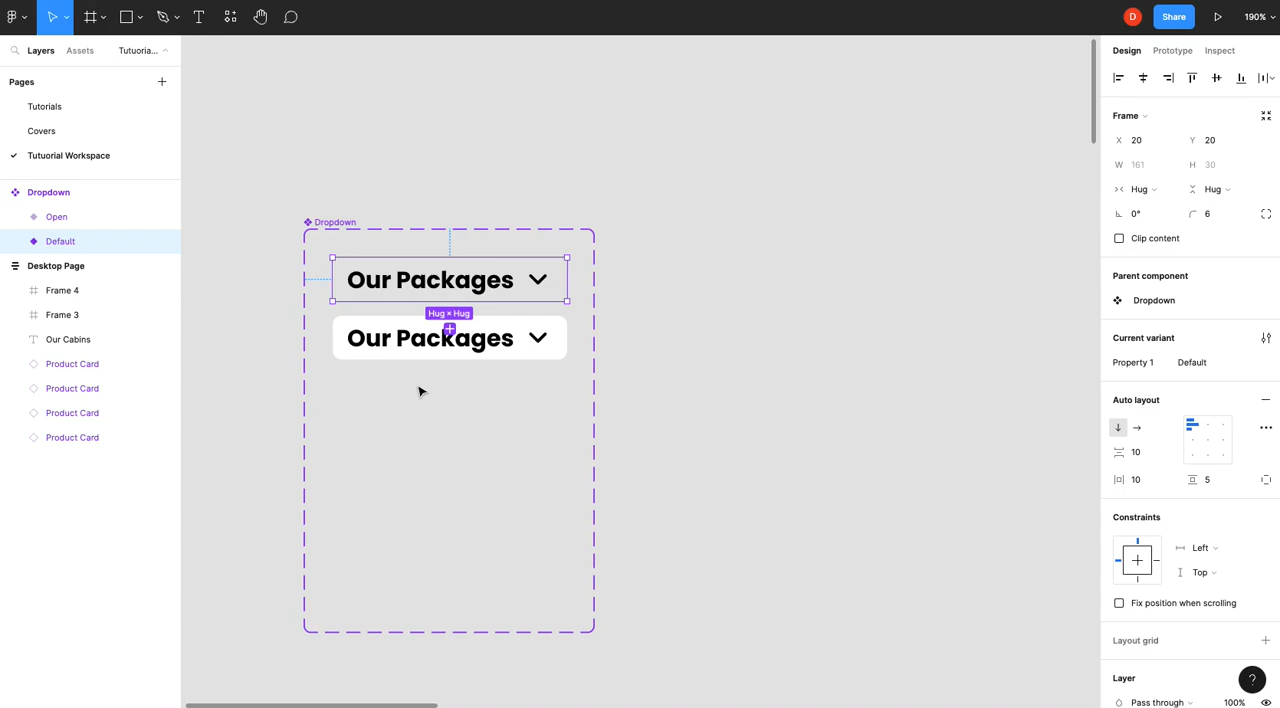 D
Share
190%
Layers
Assets
Tutuoria...
Design
Prototype
Inspect
Pages
Tutorials
Covers
Tutuorial Workspace
Dropdown
Open
Default
Desktop Page
Frame 4
Frame 3
Our Cabins
Product Card
Product Card
Product Card
Product Card
Dropdown
Our Packages
Hug × Hug
Our Packages
Frame
X 20
Y 20
W 161
H 30
Hug
Hug
0°
6
Clip content
Parent component
Dropdown
Current variant
Property 1 Default
Auto layout
10
10
5
Constraints
Left
Top
Fix position when scrolling
Layout grid
Layer
?
Pass through
100%